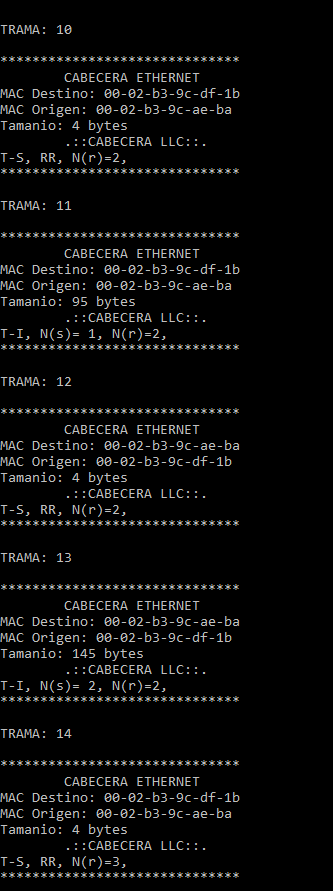 TRAMA: 10
******************************
CABECERA ETHERNET
MAC Destino: 00-02-b3-9c-df-1b
MAC Origen: 00-02-b3-9c-ae-ba
Tamanio: 4 bytes
.::CABECERA LLC::.
T-S, RR, N(r)=2,
******************************
TRAMA: 11
******************************
CABECERA ETHERNET
MAC Destino: 00-02-b3-9c-df-1b
MAC Origen: 00-02-b3-9c-ae-ba
Tamanio: 95 bytes
.::CABECERA LLC::.
T-I, N(s)= 1, N(r)=2,
******************************
TRAMA: 12
******************************
CABECERA ETHERNET
MAC Destino: 00-02-b3-9c-ae-ba
MAC Origen: 00-02-b3-9c-df-1b
Tamanio: 4 bytes
.::CABECERA LLC::.
T-S, RR, N(r)=2,
******************************
TRAMA: 13
******************************
CABECERA ETHERNET
MAC Destino: 00-02-b3-9c-ae-ba
MAC Origen: 00-02-b3-9c-df-1b
Tamanio: 145 bytes
.::CABECERA LLC::.
T-I, N(s)= 2, N(r)=2,
******************************
TRAMA: 14
******************************
CABECERA ETHERNET
MAC Destino: 00-02-b3-9c-df-1b
MAC Origen: 00-02-b3-9c-ae-ba
Tamanio: 4 bytes
.::CABECERA LLC::.
T-S, RR, N(r)=3,
******************************